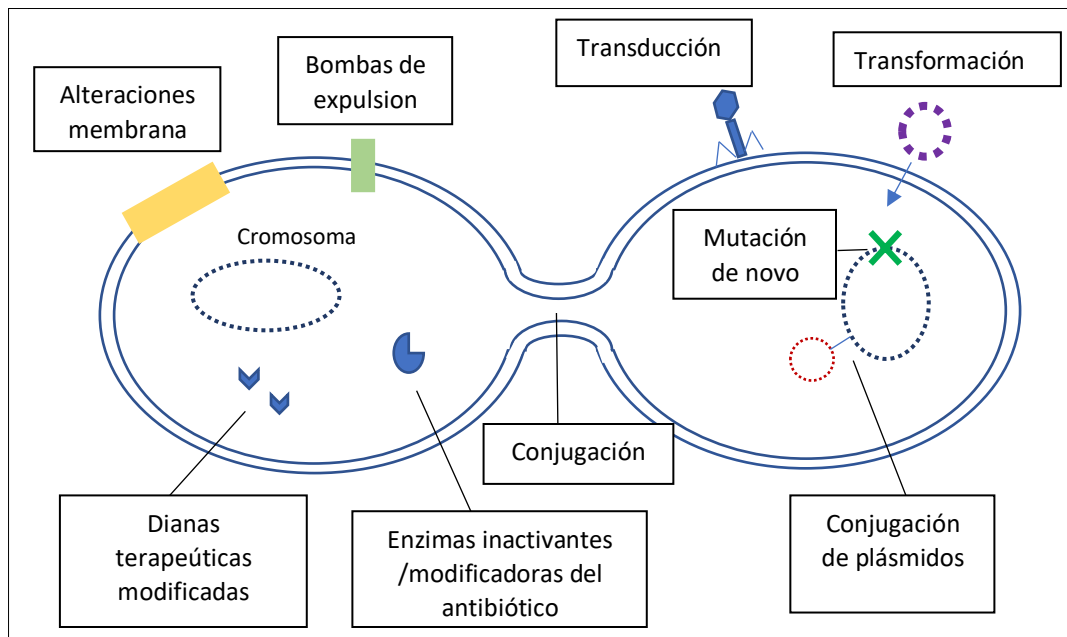 Alteraciones
membrana
Bombas de
expulsion
Transducción
Transformación
Cromosoma
Mutación
de novo
Conjugación
Dianas
terapeúticas
modificadas
Enzimas inactivantes
/modificadoras del
antibiótico
Conjugación
de plásmidos